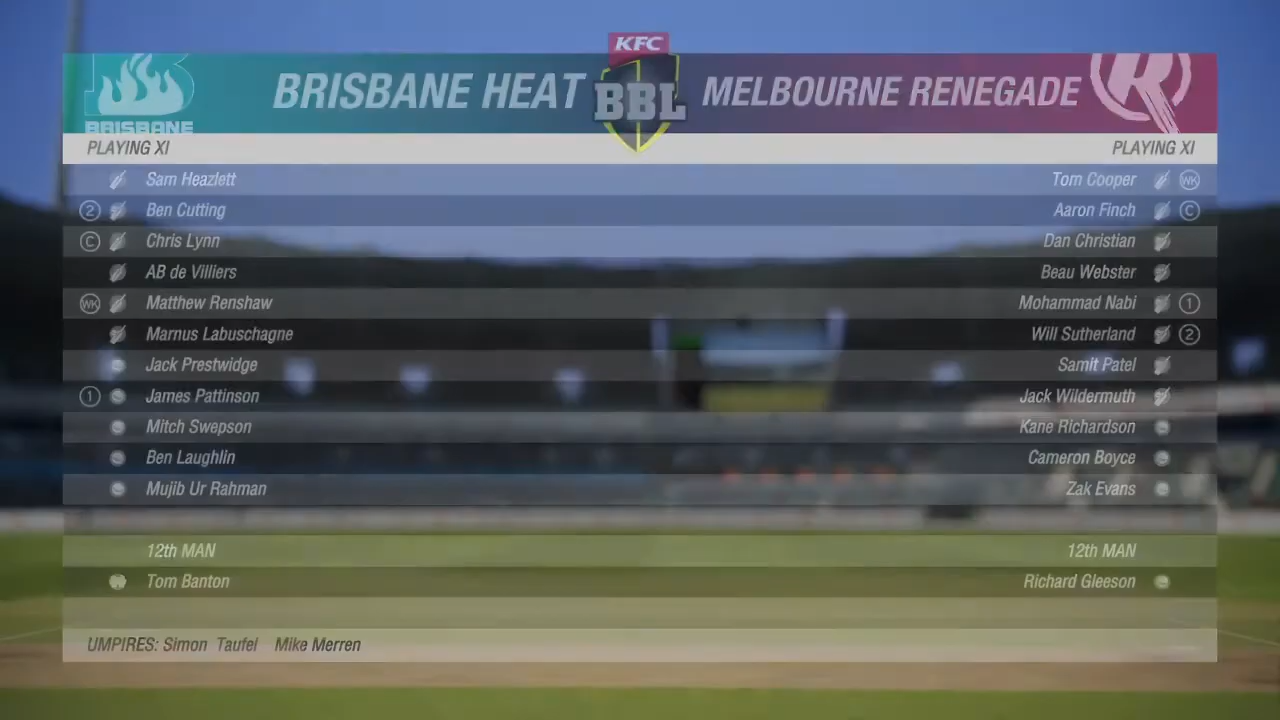 KFC
BBL
BRISBANE HEAT
MELBOURNE RENEGADE
BRISBANE
R
PLAYING XI PLAYING XI
Sam Heazlett Tom Cooper WK
2 Ben Cutting Aaron Finch C
C Chris Lynn Dan Christian
AB de Villiers Beau Webster
WK Matthew Renshaw Mohammad Nabi 1
Marnus Labuschagne Will Sutherland 2
Jack Prestwidge Samit Patel
1 James Pattinson Jack Wildermuth
Mitch Swepson Kane Richardson
Ben Laughlin Cameron Boyce
Mujib Ur Rahman Zak Evans
12th MAN 12th MAN
Tom Banton Richard Gleeson
UMPIRES: Simon Taufel Mike Merren